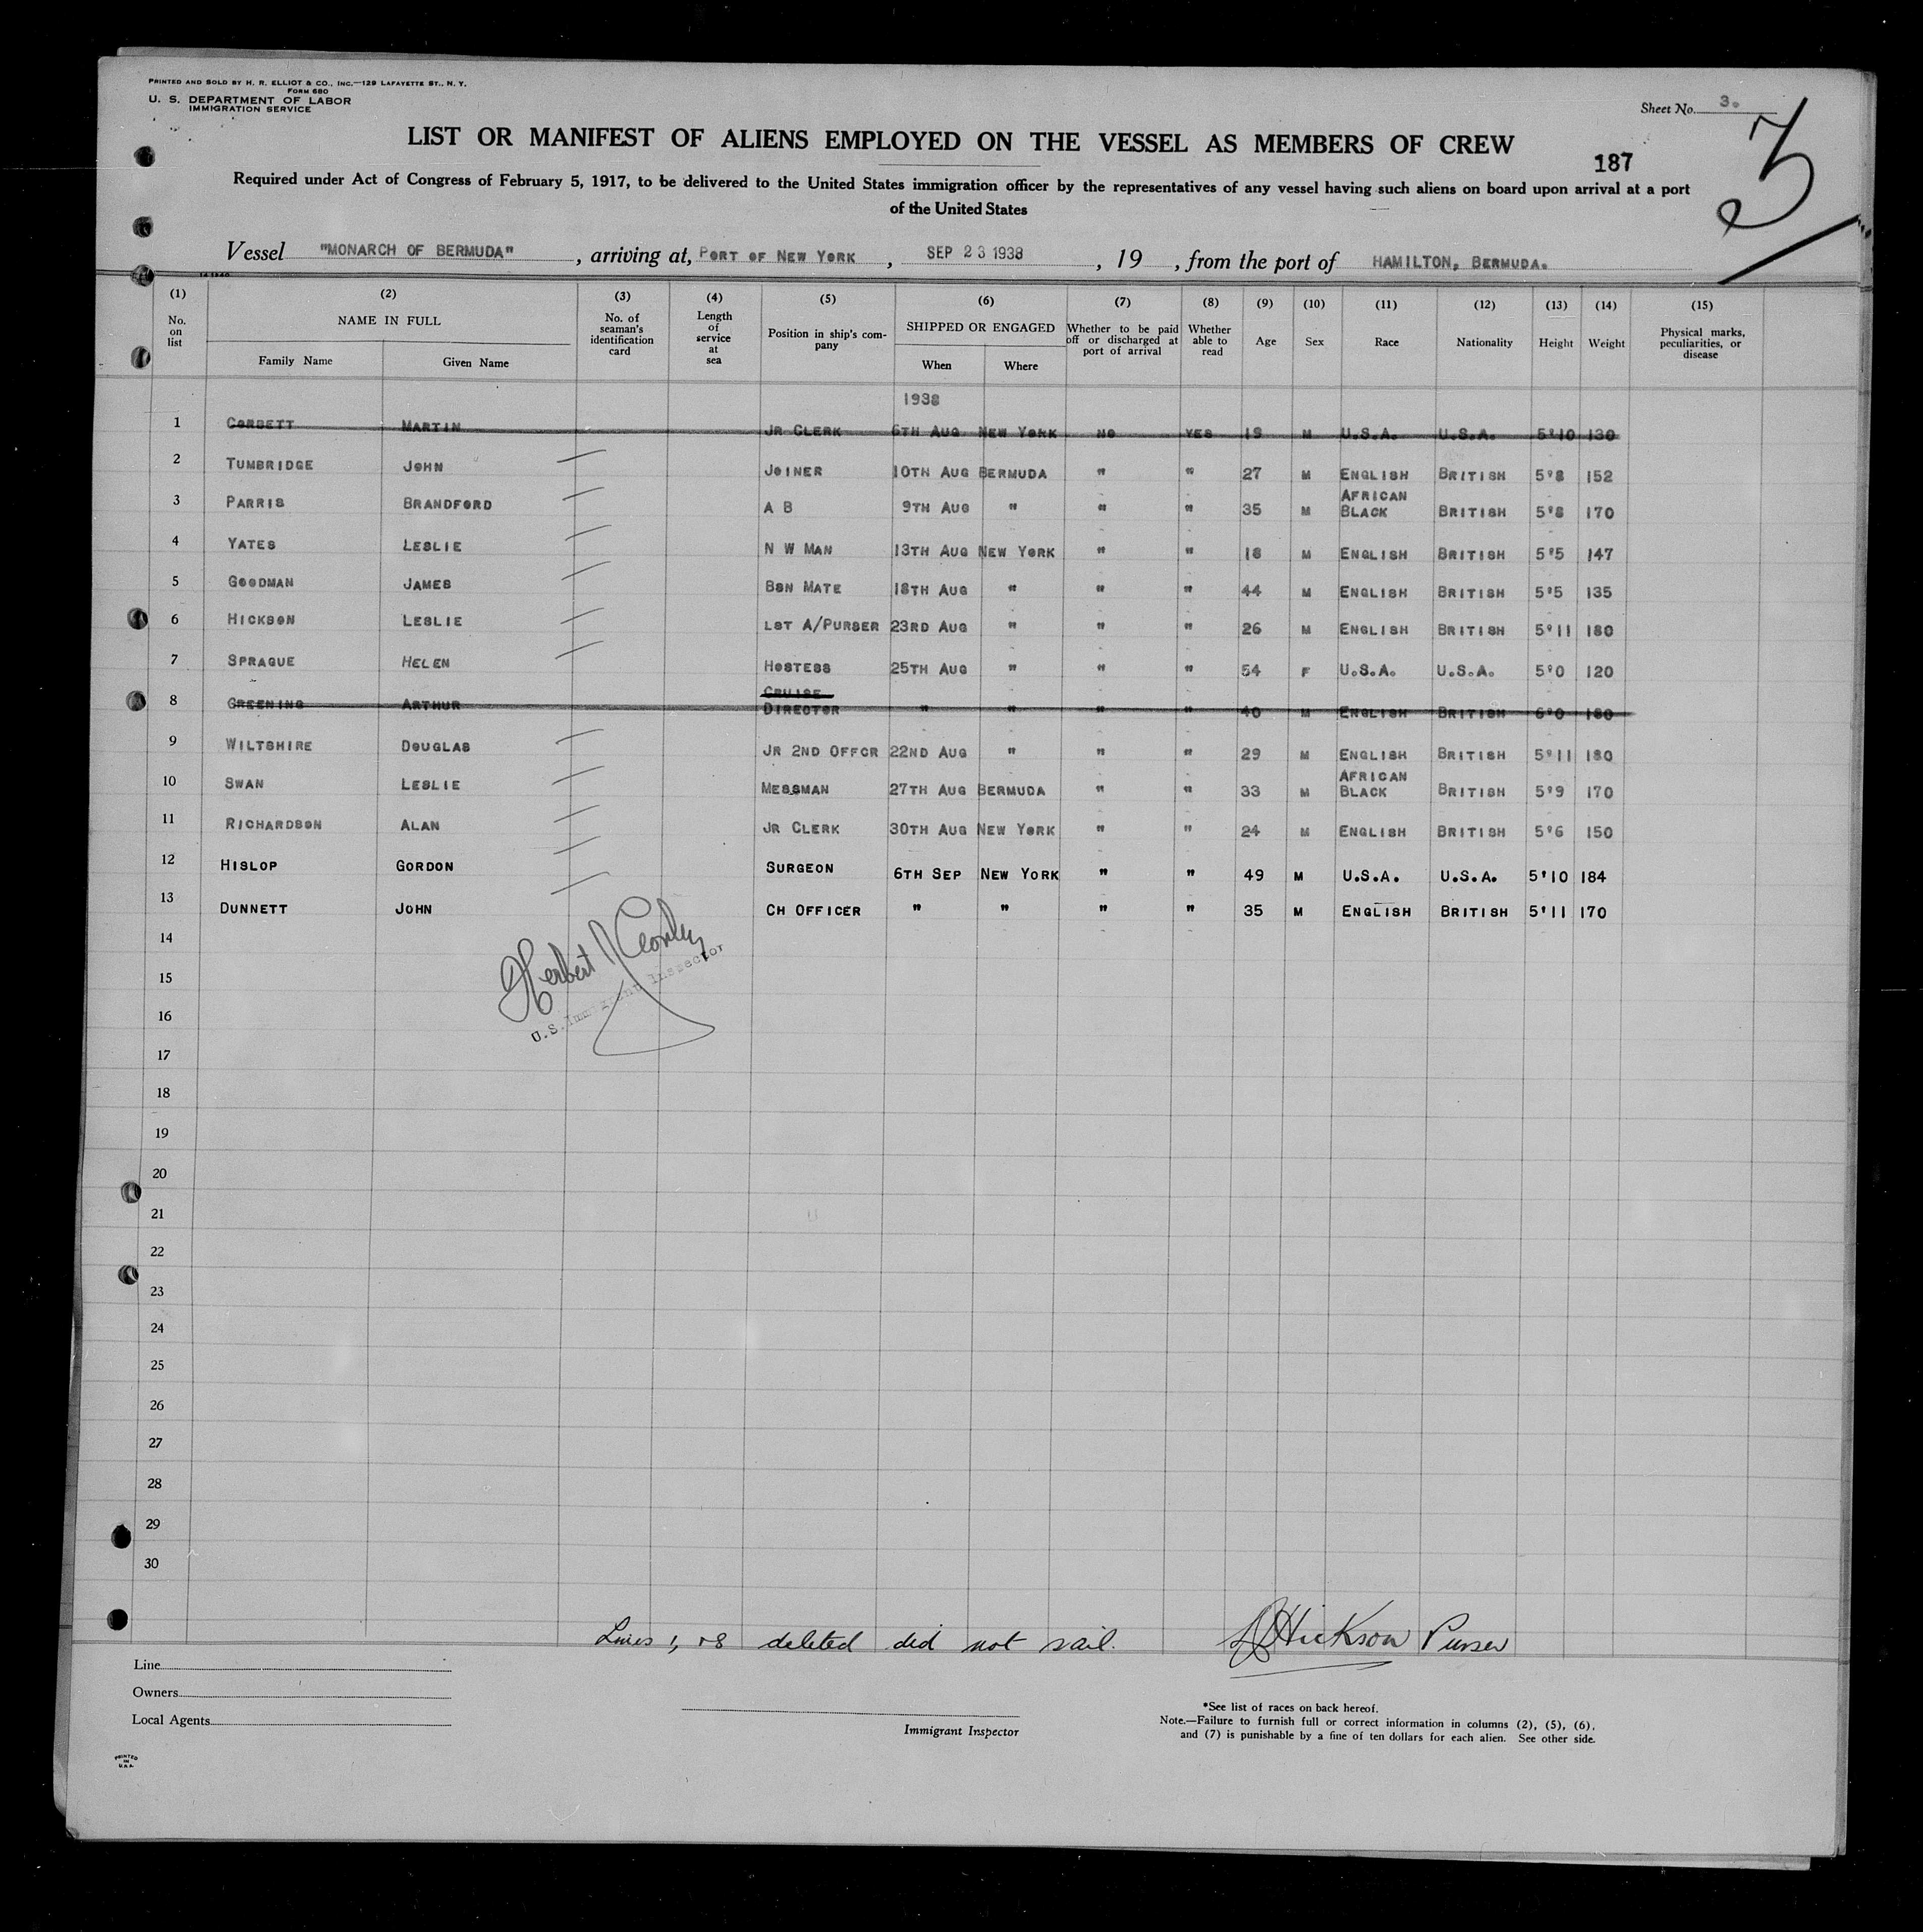 PRINTED AND SOLD BY H. R. ELLIOT & CO., INC.—129 LAFAYETTE ST., N. Y.
FORM 680
U. S. DEPARTMENT OF LABOR
IMMIGRATION SERVICE
Sheet No. 3.
3
LIST OR MANIFEST OF ALIENS EMPLOYED ON THE VESSEL AS MEMBERS OF CREW
187
Required under Act of Congress of February 5, 1917, to be delivered to the United States immigration officer by the representatives of any vessel having such aliens on board upon arrival at a port
of the United States
Vessel "MONARCH OF BERMUDA", arriving at, PORT OF NEW YORK, SEP 23 1938, 19 , from the port of HAMILTON, BERMUDA.
(1) (2) (3) (4) (5) (6) (7) (8) (9) (10) (11) (12) (13) (14) (15)
No. on list NAME IN FULL Family Name Given Name No. of seaman's identification card Length of service at sea Position in ship's company SHIPPED OR ENGAGED When Where Whether to be paid off or discharged at port of arrival Whether able to read Age Sex Race Nationality Height Weight Physical marks, peculiarities, or disease
1938
1 CORBETT MARTIN JR CLERK 6TH AUG NEW YORK NO YES 19 M U.S.A. U.S.A. 5'10 130
2 TUMBRIDGE JOHN JOINER 10TH AUG BERMUDA " " 27 M ENGLISH BRITISH 5'8 152
3 PARRIS BRANDFORD A B 9TH AUG " " " 35 M AFRICAN BLACK BRITISH 5'8 170
4 YATES LESLIE N W MAN 13TH AUG NEW YORK " " 18 M ENGLISH BRITISH 5'5 147
5 GOODMAN JAMES BSN MATE 18TH AUG " " " 44 M ENGLISH BRITISH 5'5 135
6 HICKSON LESLIE LST A/PURSER 23RD AUG " " " 26 M ENGLISH BRITISH 5'11 180
7 SPRAGUE HELEN HOSTESS 25TH AUG " " " 54 F U.S.A. U.S.A. 5'0 120
8 GREENING ARTHUR CRUISE DIRECTOR " " " " 40 M ENGLISH BRITISH 6'0 180
9 WILTSHIRE DOUGLAS JR 2ND OFFCR 22ND AUG " " " 29 M ENGLISH BRITISH 5'11 180
10 SWAN LESLIE MESSMAN 27TH AUG BERMUDA " " 33 M AFRICAN BLACK BRITISH 5'9 170
11 RICHARDSON ALAN JR CLERK 30TH AUG NEW YORK " " 24 M ENGLISH BRITISH 5'6 150
12 HISLOP GORDON SURGEON 6TH SEP NEW YORK " " 49 M U.S.A. U.S.A. 5'10 184
13 DUNNETT JOHN CH OFFICER " " " " 35 M ENGLISH BRITISH 5'11 170
14
Herbert J
15
U.S. Immigrant Inspector
16
17
18
19
20
21
22
23
24
25
26
27
28
29
30
Lines 1, +8 deleted did not sail. Hickson Purser
Line
Owners
Local Agents
Immigrant Inspector
*See list of races on back hereof.
Note.—Failure to furnish full or correct information in columns (2), (5), (6),
and (7) is punishable by a fine of ten dollars for each alien. See other side.
PRINTED
IN
U.S.A.